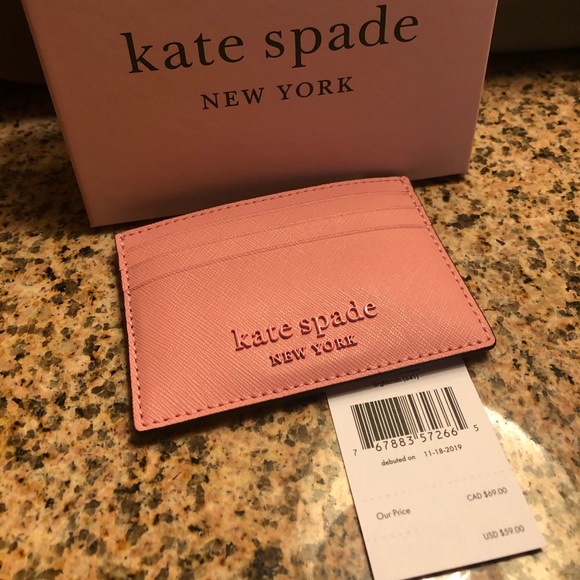 kate spade
NEW YORK
kate spade
NEW YORK
7 67883 57266 5
debuted on 11-18-2019
CAD $69.00
Our Price
USD $59.00